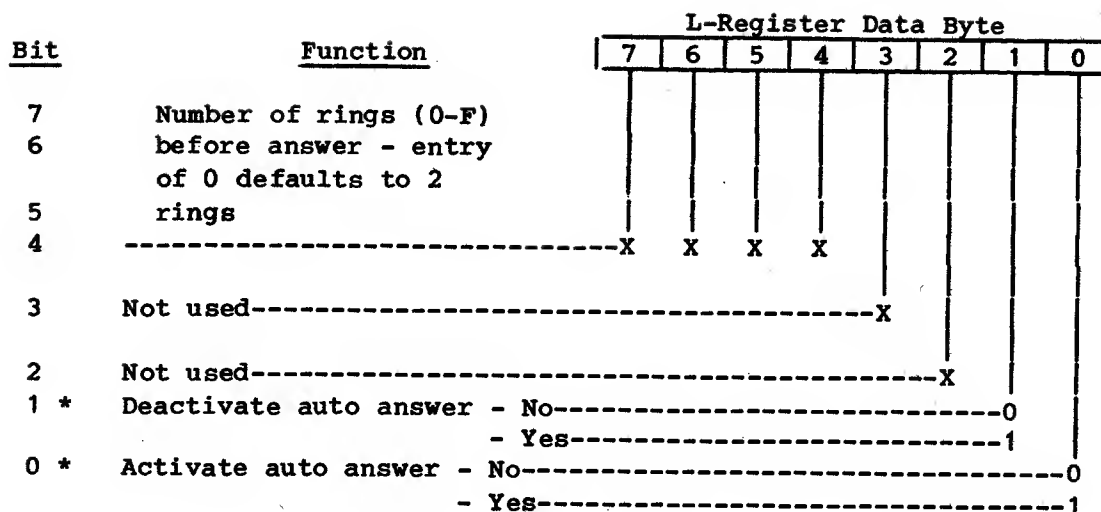 L-Register Data Byte
Bit Function 7 6 5 4 3 2 1 0
7 Number of rings (0-F)
6 before answer - entry
of 0 defaults to 2
5 rings
4 -------------------------------X X X X
3 Not used---------------------------------------X
2 Not used-------------------------------------------X
1 * Deactivate auto answer - No----------------------------0
- Yes---------------------------1
0 * Activate auto answer - No----------------------------------0
- Yes---------------------------------1